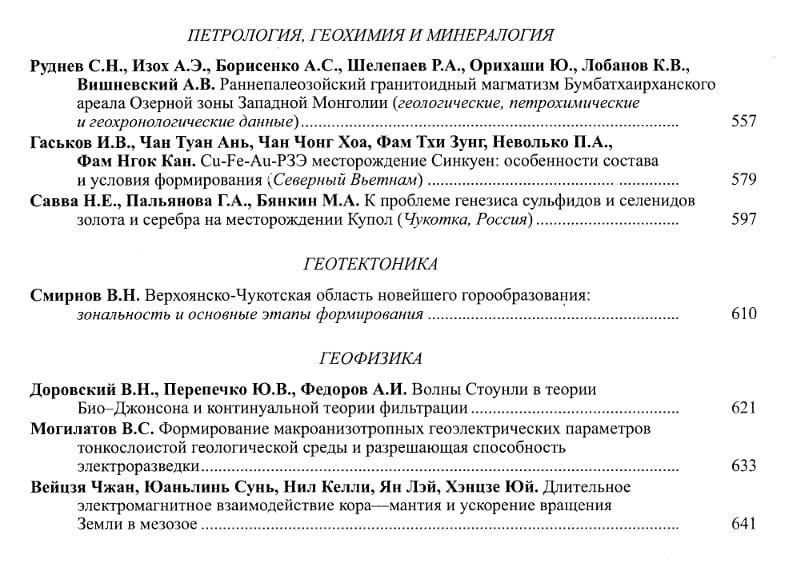 ПЕТРОЛОГИЯ, ГЕОХИМИЯ И МИНЕРАЛОГИЯ
Руднев С.Н., Изох А.Э., Борисенко А.С., Шелепаев Р.А., Орихаши Ю., Лобанов К.В.,
Вишневский А.В. Раннепалеозойский гранитоидный магматизм Бумбатхаирханского
ареала Озерной зоны Западной Монголии (геологические, петрохимические
и геохронологические данные)............................................................ 557
Гаськов И.В., Чан Туан Ань, Чан Чонг Хоа, Фам Тхи Зунг, Неволько П.А.,
Фам Нгок Кан. Cu-Fe-Au-РЗЭ месторождение Синкуен: особенности состава
и условия формирования (Северный Вьетнам) ........................................ 579
Савва Н.Е., Пальянова Г.А., Бянкин М.А. К проблеме генезиса сульфидов и селенидов
золота и серебра на месторождении Купол (Чукотка, Россия) ....................... 597
ГЕОТЕКТОНИКА
Смирнов В.Н. Верхоянско-Чукотская область новейшего горообразования:
зональность и основные этапы формирования ........................................ 610
ГЕОФИЗИКА
Доровский В.Н., Перепечко Ю.В., Федоров А.И. Волны Стоунли в теории
Био–Джонсона и континуальной теории фильтрации ................................. 621
Могилатов В.С. Формирование макроанизотропных геоэлектрических параметров
тонкослоистой геологической среды и разрешающая способность
электроразведки............................................................................ 633
Вейцзя Чжан, Юаньлинь Сунь, Нил Келли, Ян Лэй, Хэнцзе Юй. Длительное
электромагнитное взаимодействие кора—мантия и ускорение вращения
Земли в мезозое ............................................................................ 641